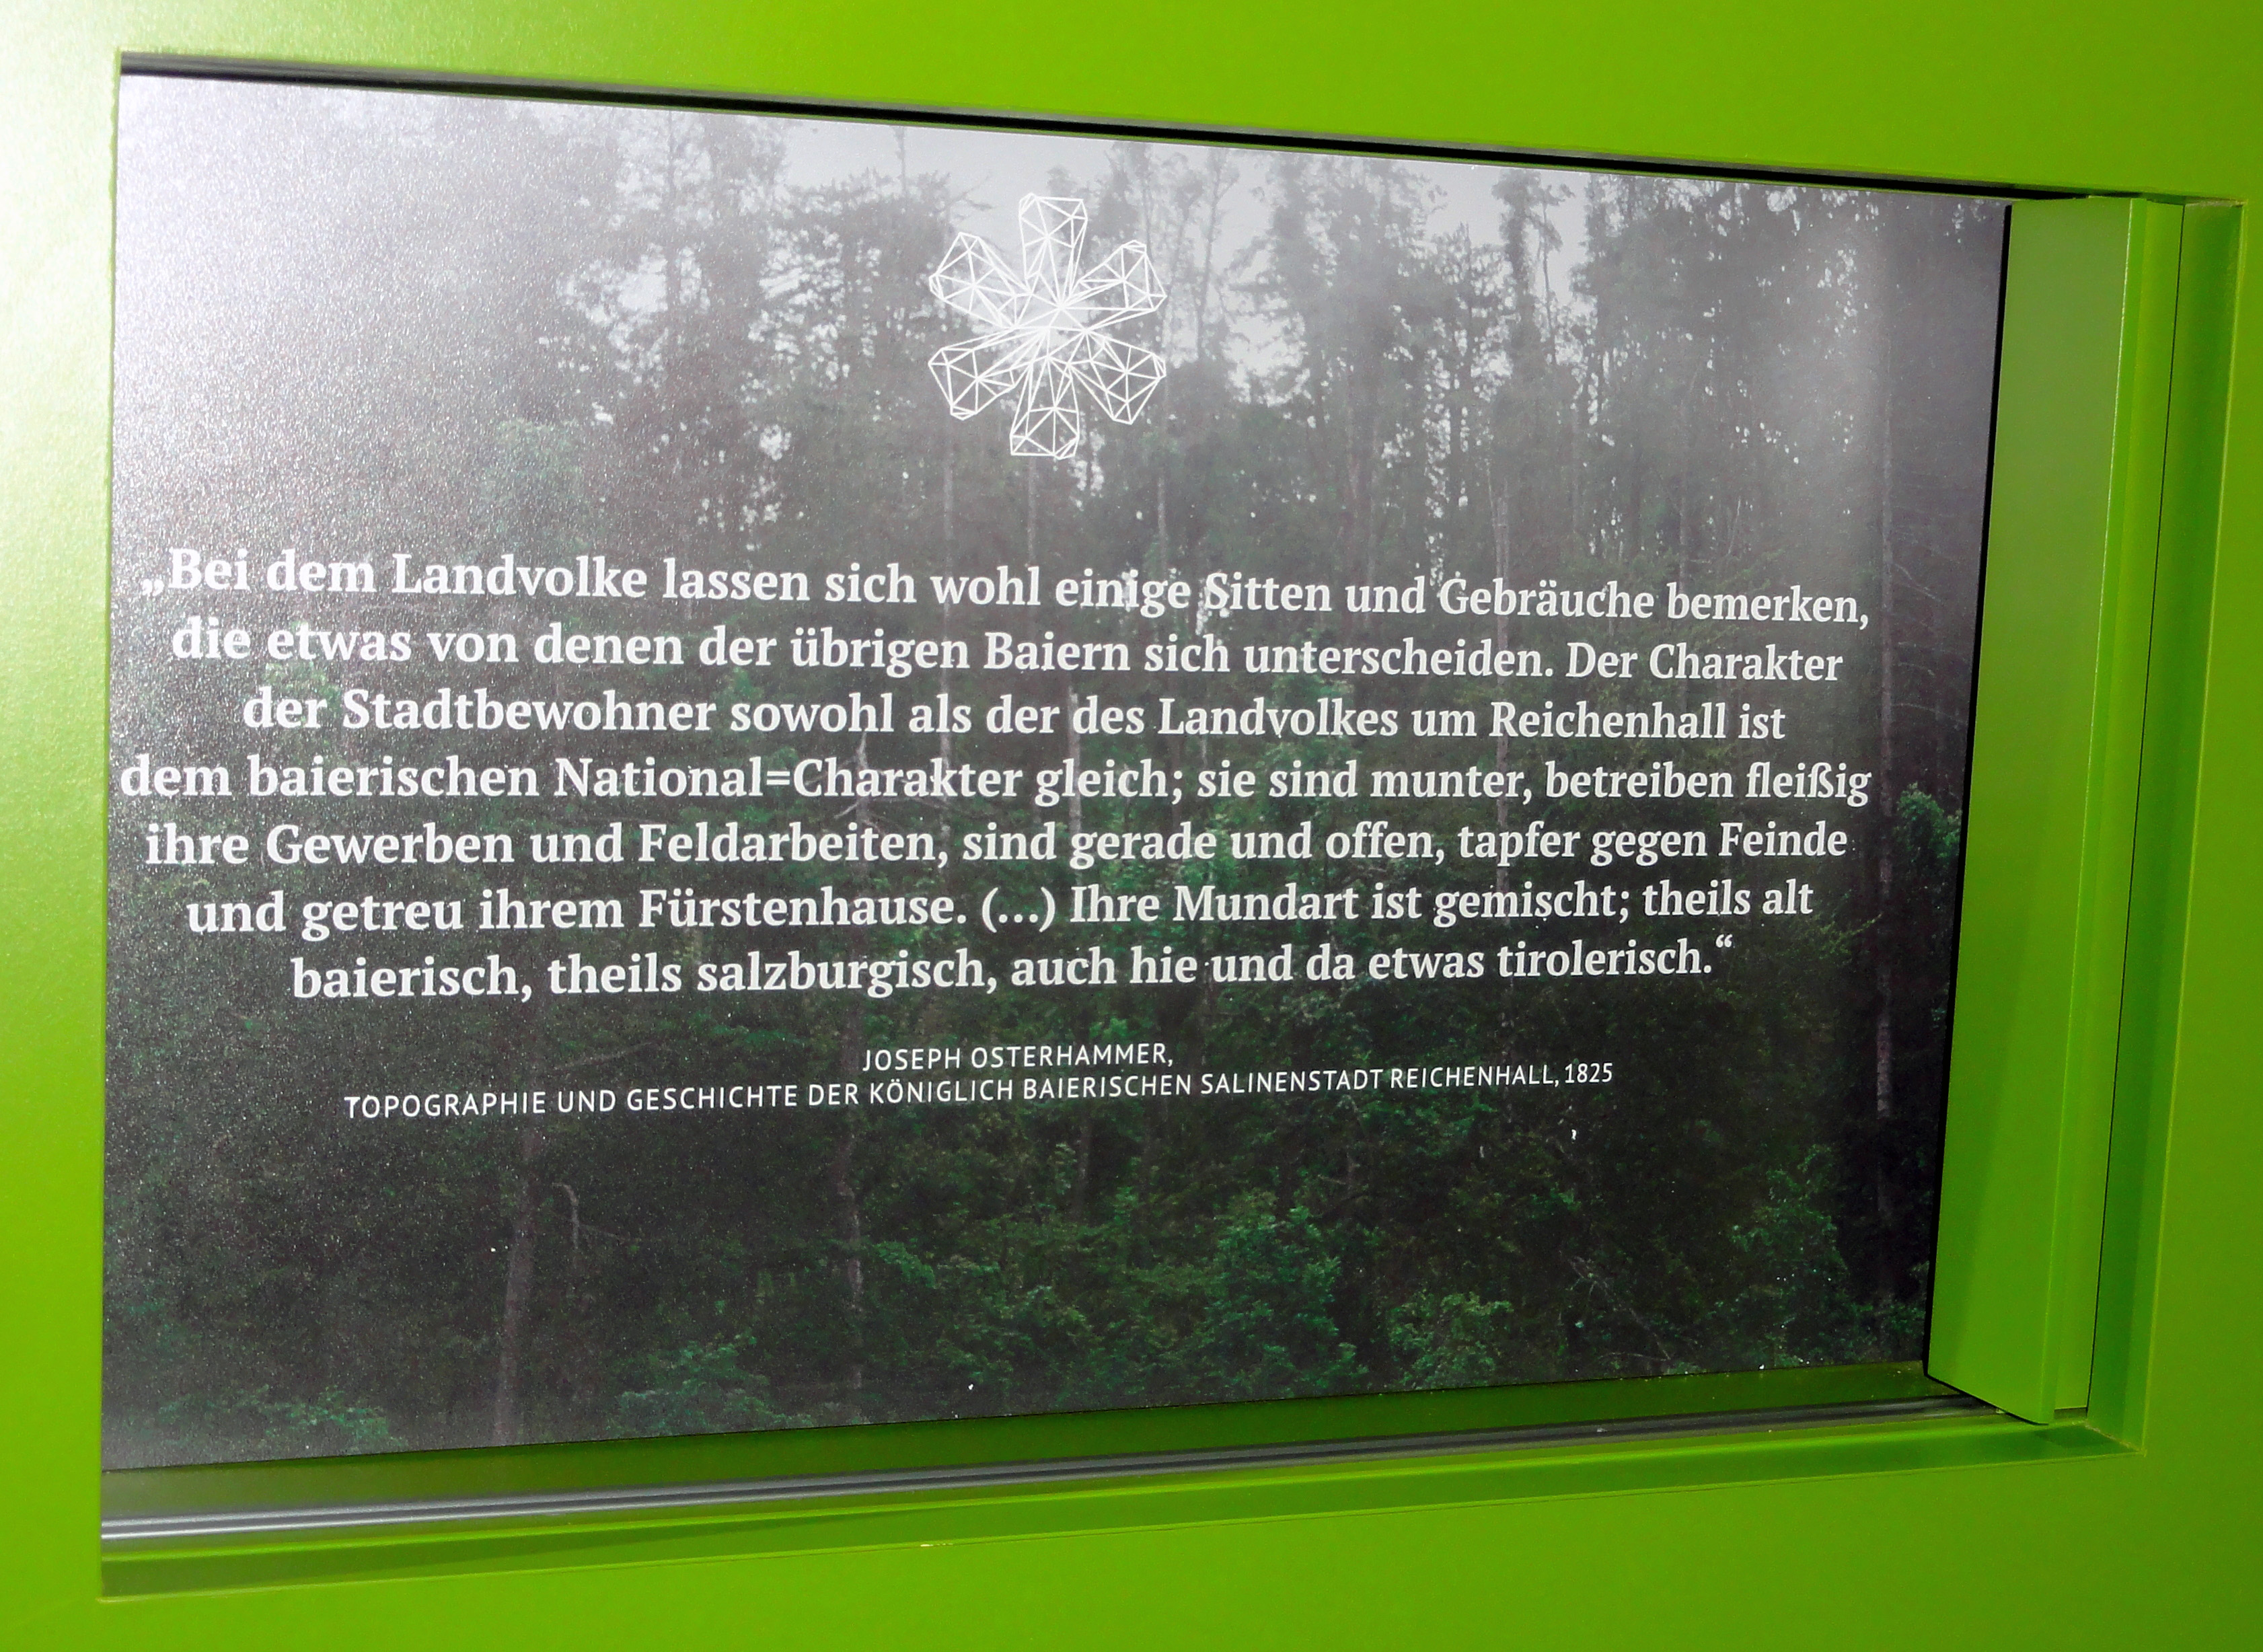 „Bei dem Landvolke lassen sich wohl einige Sitten und Gebräuche bemerken,
die etwas von denen der übrigen Baiern sich unterscheiden. Der Charakter
der Stadtbewohner sowohl als der des Landvolkes um Reichenhall ist
dem baierischen National=Charakter gleich; sie sind munter, betreiben fleißig
ihre Gewerben und Feldarbeiten, sind gerade und offen, tapfer gegen Feinde
und getreu ihrem Fürstenhause. (...) Ihre Mundart ist gemischt; theils alt
baierisch, theils salzburgisch, auch hie und da etwas tirolerisch.“
JOSEPH OSTERHAMMER,
TOPOGRAPHIE UND GESCHICHTE DER KÖNIGLICH BAIERISCHEN SALINENSTADT REICHENHALL, 1825